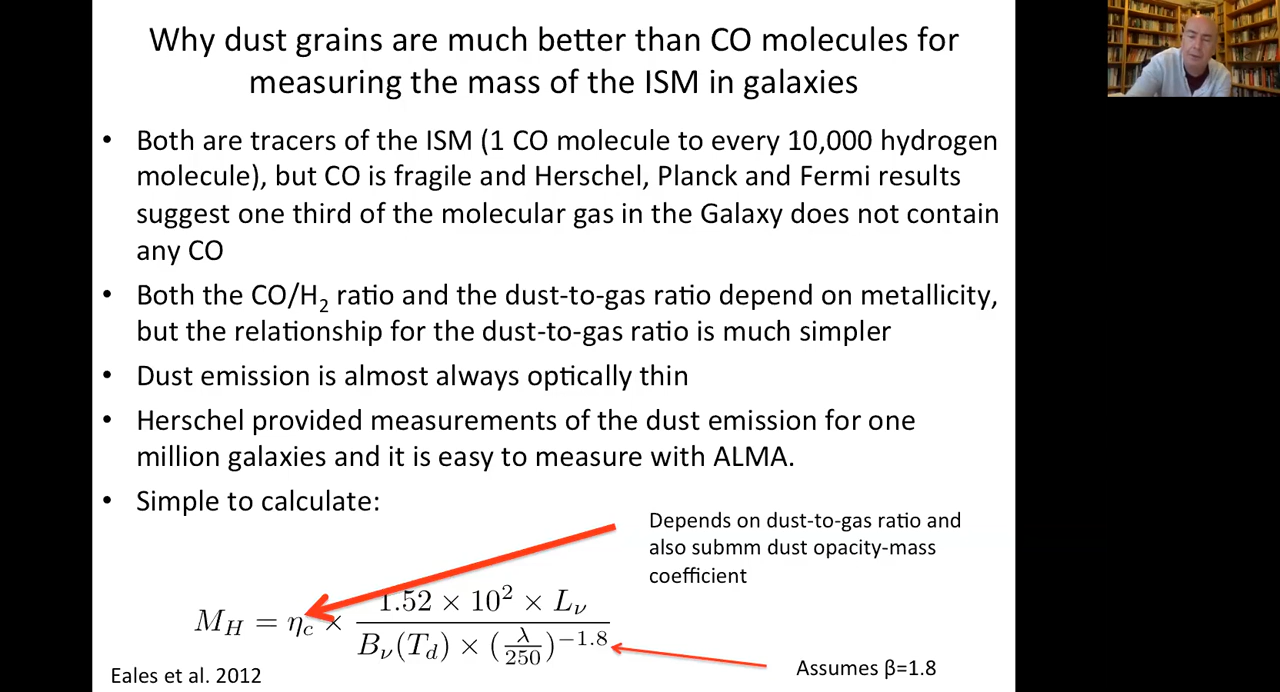 Why dust grains are much better than CO molecules for
measuring the mass of the ISM in galaxies
• Both are tracers of the ISM (1 CO molecule to every 10,000 hydrogen
molecule), but CO is fragile and Herschel, Planck and Fermi results
suggest one third of the molecular gas in the Galaxy does not contain
any CO
• Both the CO/H₂ ratio and the dust-to-gas ratio depend on metallicity,
but the relationship for the dust-to-gas ratio is much simpler
• Dust emission is almost always optically thin
• Herschel provided measurements of the dust emission for one
million galaxies and it is easy to measure with ALMA.
• Simple to calculate:
Depends on dust-to-gas ratio and
also submm dust opacity-mass
coefficient
M_H = η_c × \frac{1.52 × 10^2 × L_ν}{B_ν(T_d) × (\frac{λ}{250})^{-1.8}}
Assumes β=1.8
Eales et al. 2012